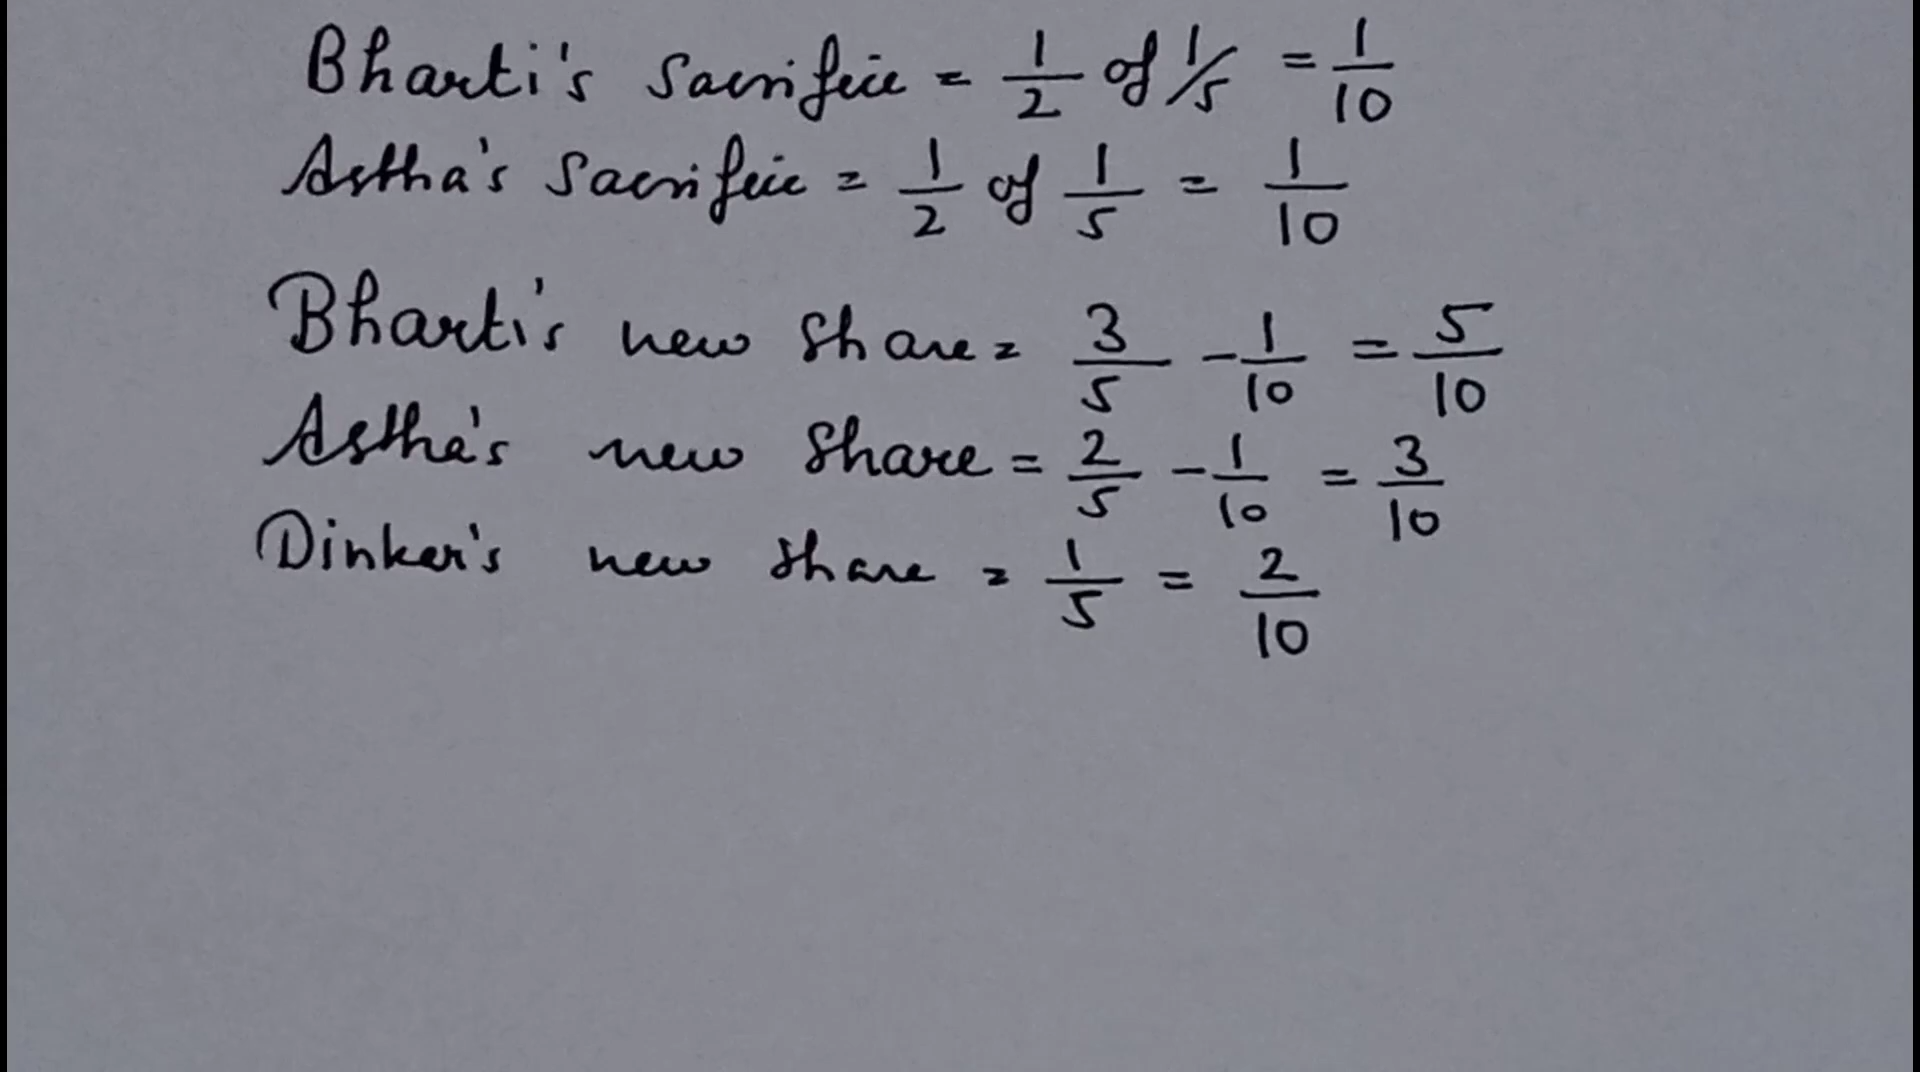 Bharti's sacrifice = 1/2 of 1/5 = 1/10
Astha's sacrifice = 1/2 of 1/5 = 1/10
Bharti's new share = 3/5 - 1/10 = 5/10
Astha's new share = 2/5 - 1/10 = 3/10
Dinker's new share = 1/5 = 2/10